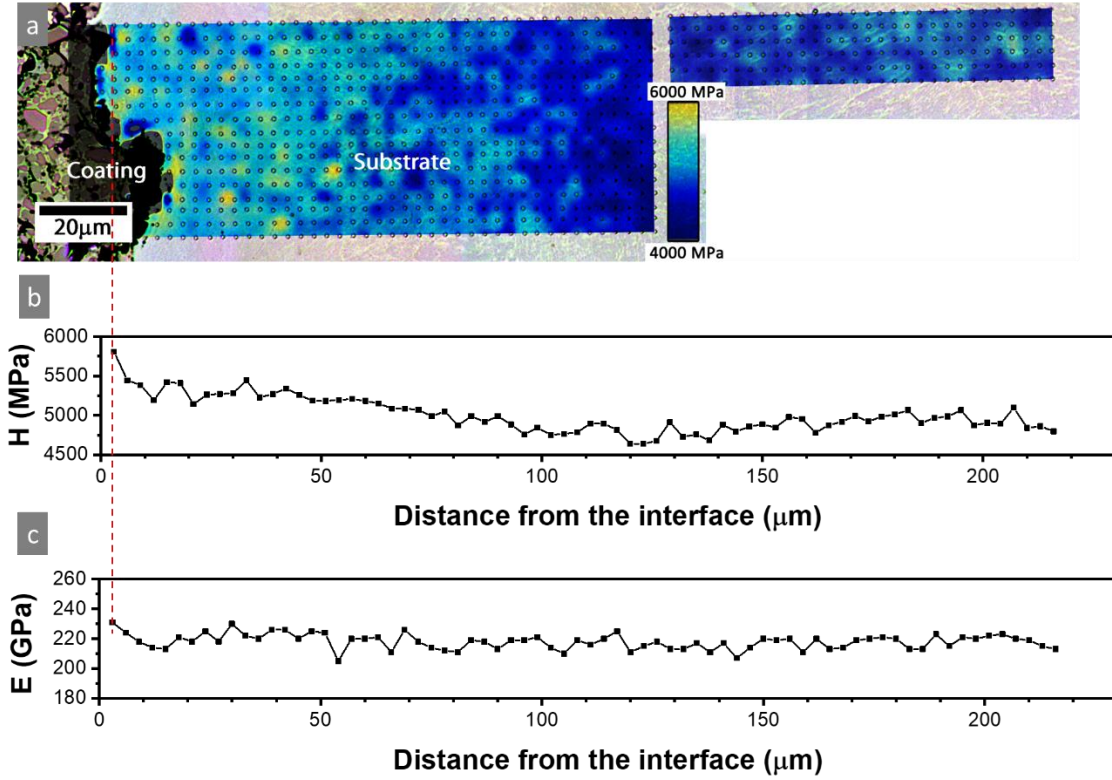 a
6000 MPa
Substrate
Coating
20μm
4000 MPa
b
6000
5500
5000
4500
H (MPa)
0 50 100 150 200
Distance from the interface (μm)
c
260
240
220
200
180
E (GPa)
0 50 100 150 200
Distance from the interface (μm)